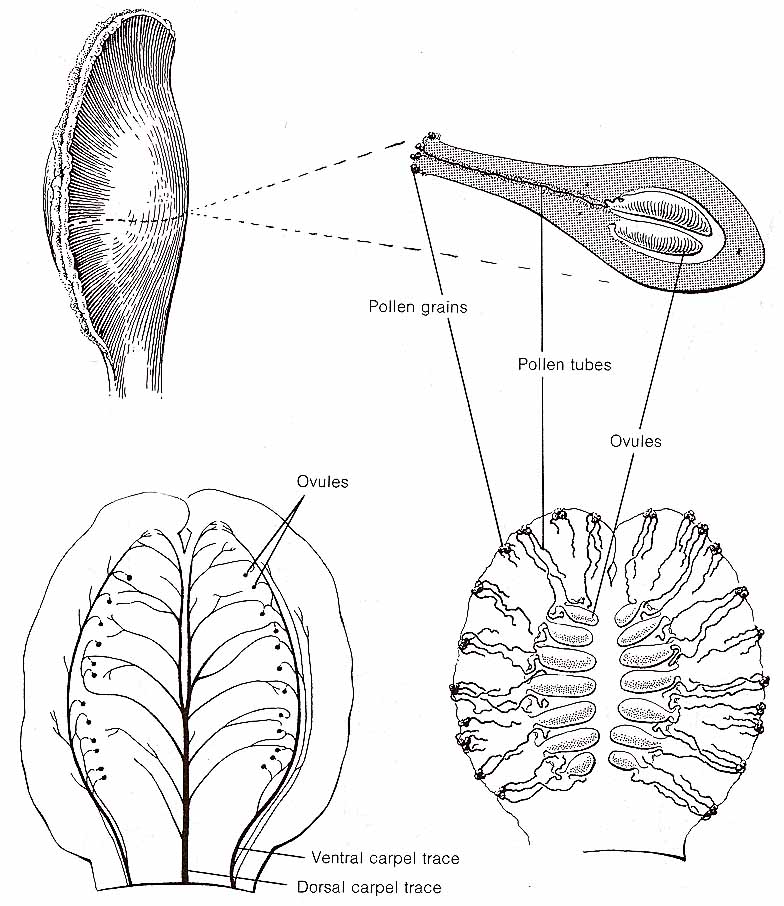 Pollen grains
Pollen tubes
Ovules
Ovules
Ventral carpel trace
Dorsal carpel trace